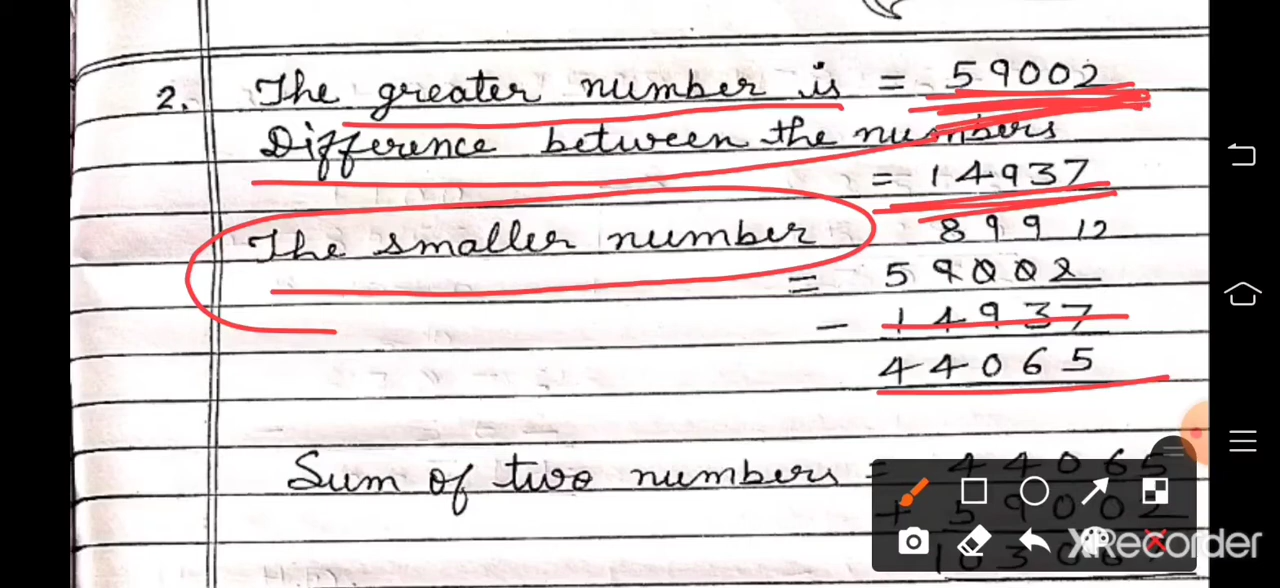 2. The greater number is = 59002
Difference between the numbers
= 14937
The smaller number
8 9 9 12
= 59002
- 14937
44065
Sum of two numbers = 44065
+ 59002
XRecorder